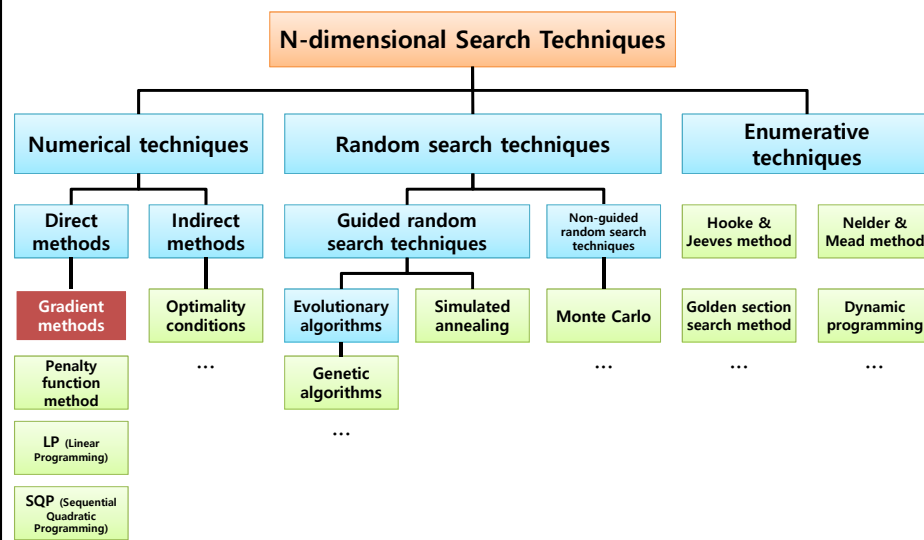 N-dimensional Search Techniques
Numerical techniques
Random search techniques
Enumerative
techniques
Direct
methods
Indirect
methods
Guided random
search techniques
Non-guided
random search
techniques
Hooke &
Jeeves method
Nelder &
Mead method
Gradient
methods
Optimality
conditions
Evolutionary
algorithms
Simulated
annealing
Monte Carlo
Golden section
search method
Dynamic
programming
Penalty
function
method
...
Genetic
algorithms
...
...
...
...
LP (Linear
Programming)
SQP (Sequential
Quadratic
Programming)